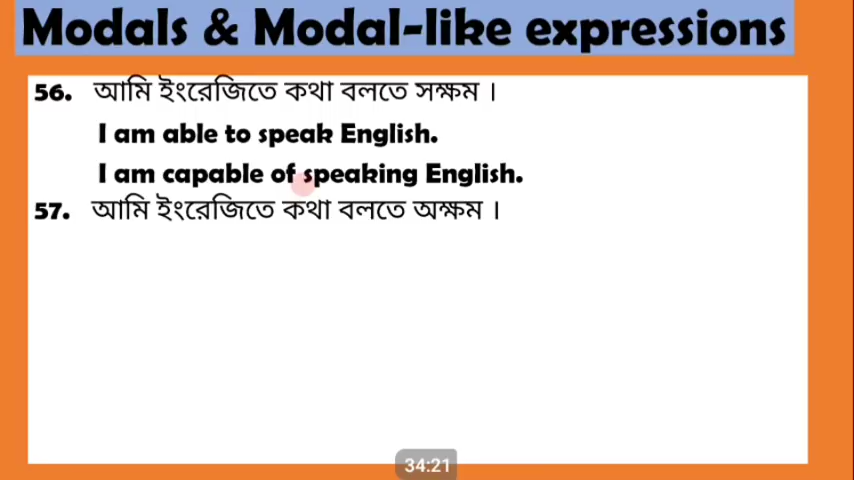 Modals & Modal-like expressions
56. আমি ইংরেজিতে কথা বলতে সক্ষম ।
I am able to speak English.
I am capable of speaking English.
57. আমি ইংরেজিতে কথা বলতে অক্ষম ।
34:21